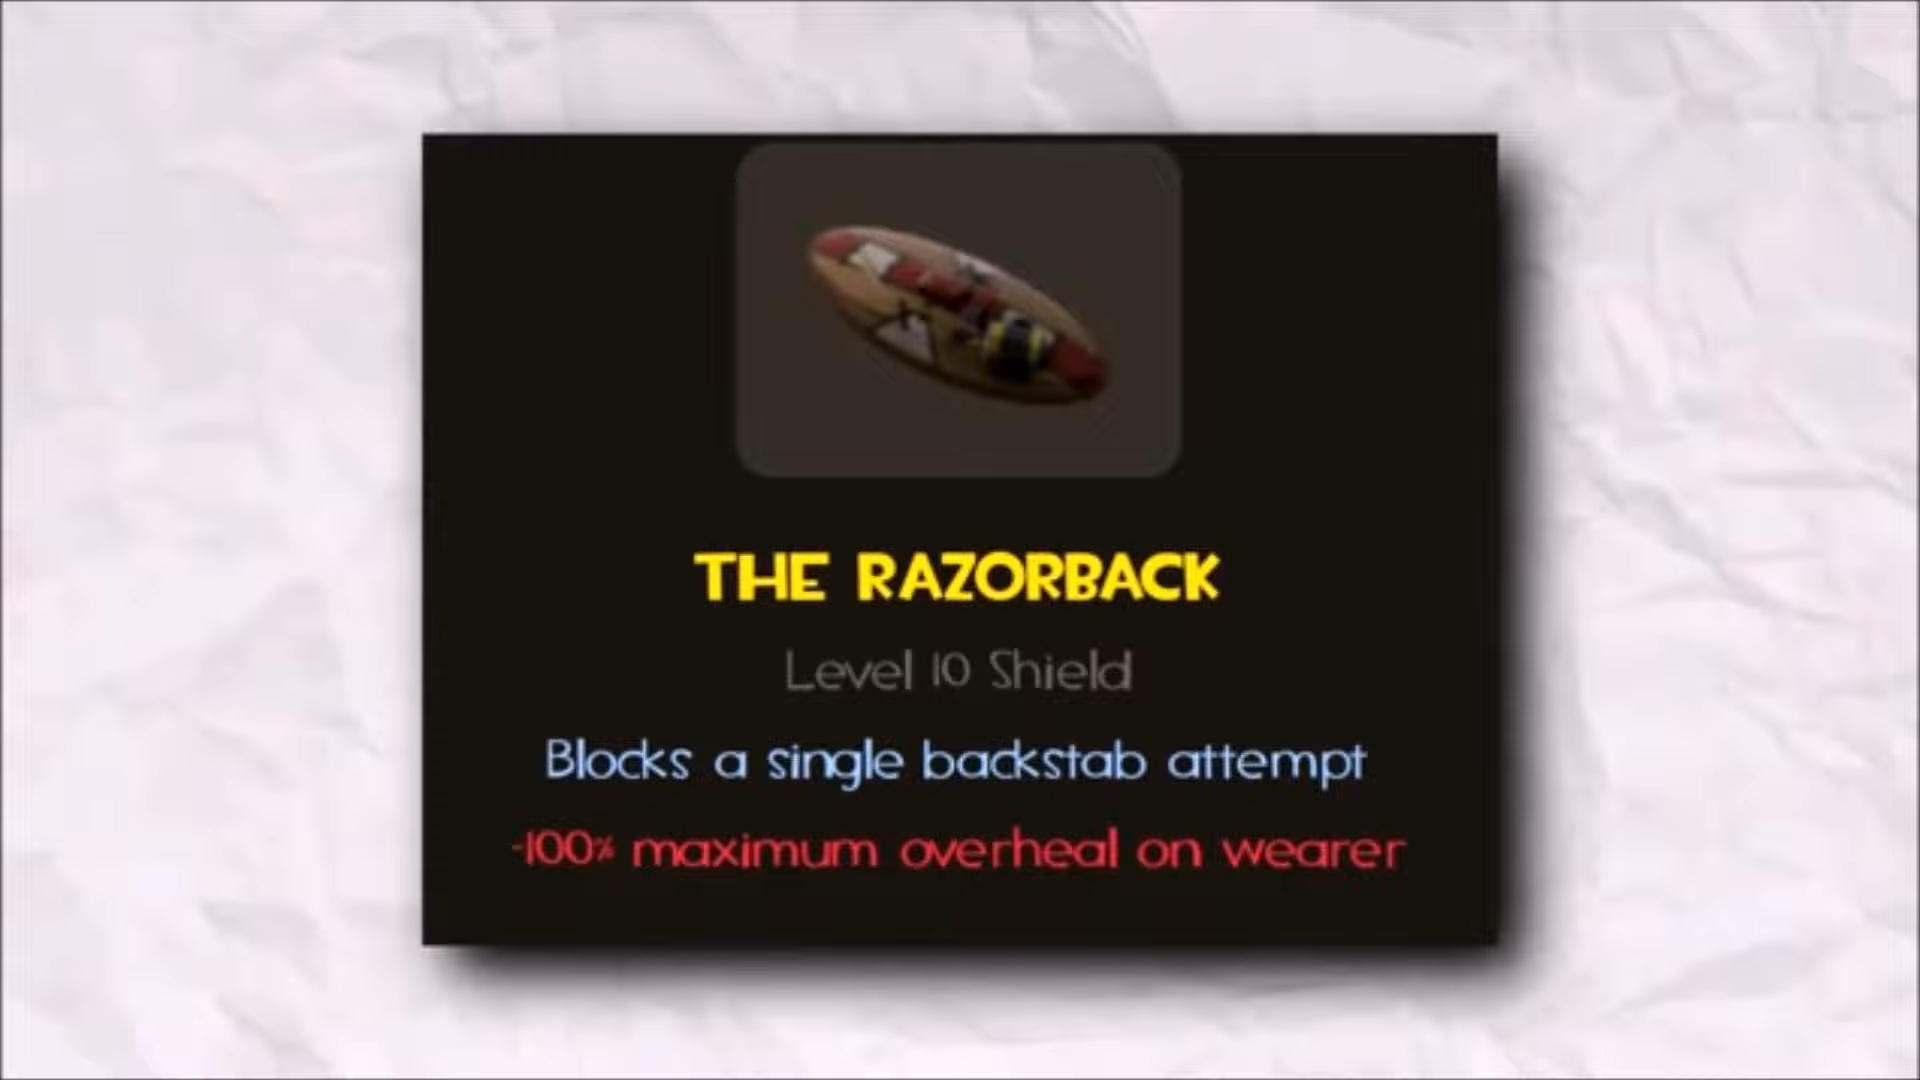 THE RAZORBACK
Level 10 Shield
Blocks a single backstab attempt
-100% maximum overheal on wearer